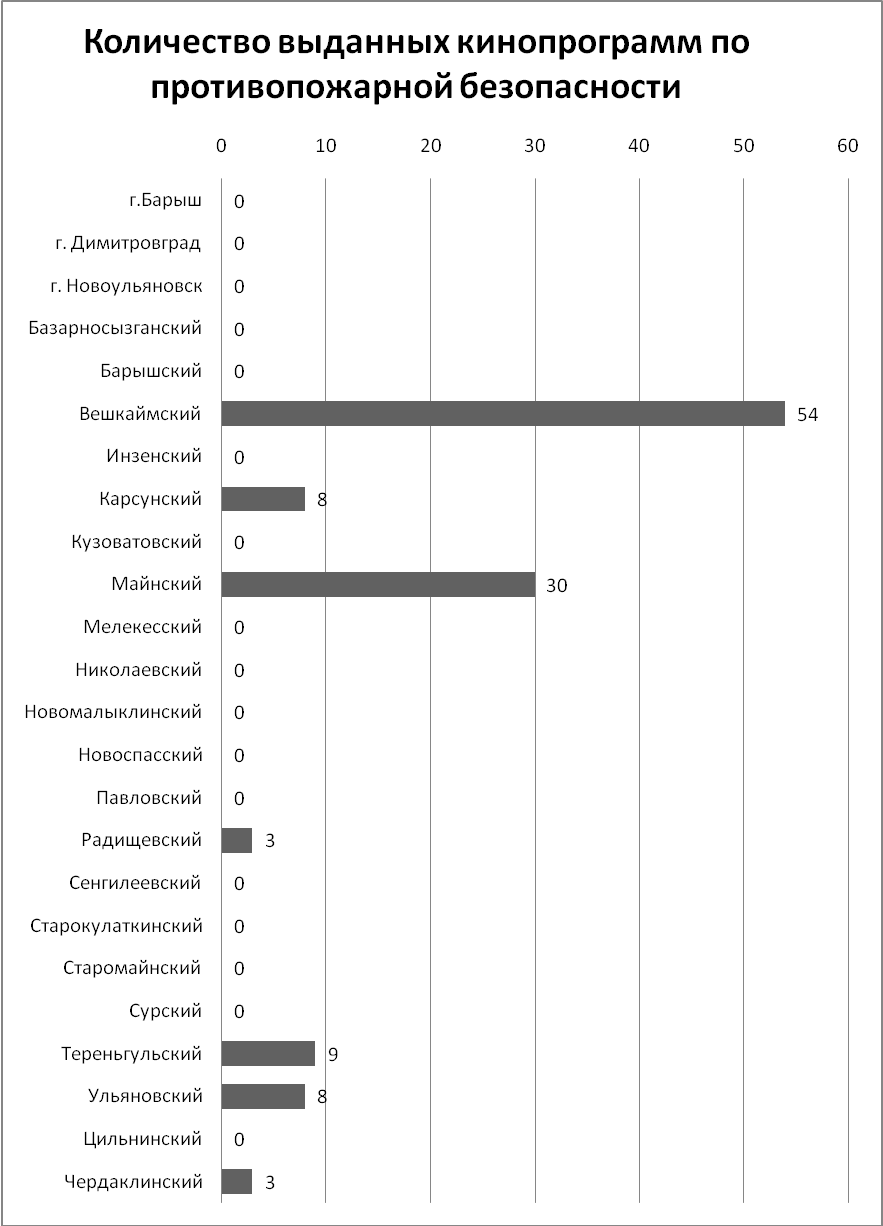 Количество выданных кинопрограмм по
противопожарной безопасности
0 10 20 30 40 50 60
г.Барыш 0
г. Димитровград 0
г. Новоульяновск 0
Базарносызганский 0
Барышский 0
Вешкаймский 54
Инзенский 0
Карсунский 8
Кузоватовский 0
Майнский 30
Мелекесский 0
Николаевский 0
Новомалыклинский 0
Новоспасский 0
Павловский 0
Радищевский 3
Сенгилеевский 0
Старокулаткинский 0
Старомайнский 0
Сурский 0
Тереньгульский 9
Ульяновский 8
Цильнинский 0
Чердаклинский 3